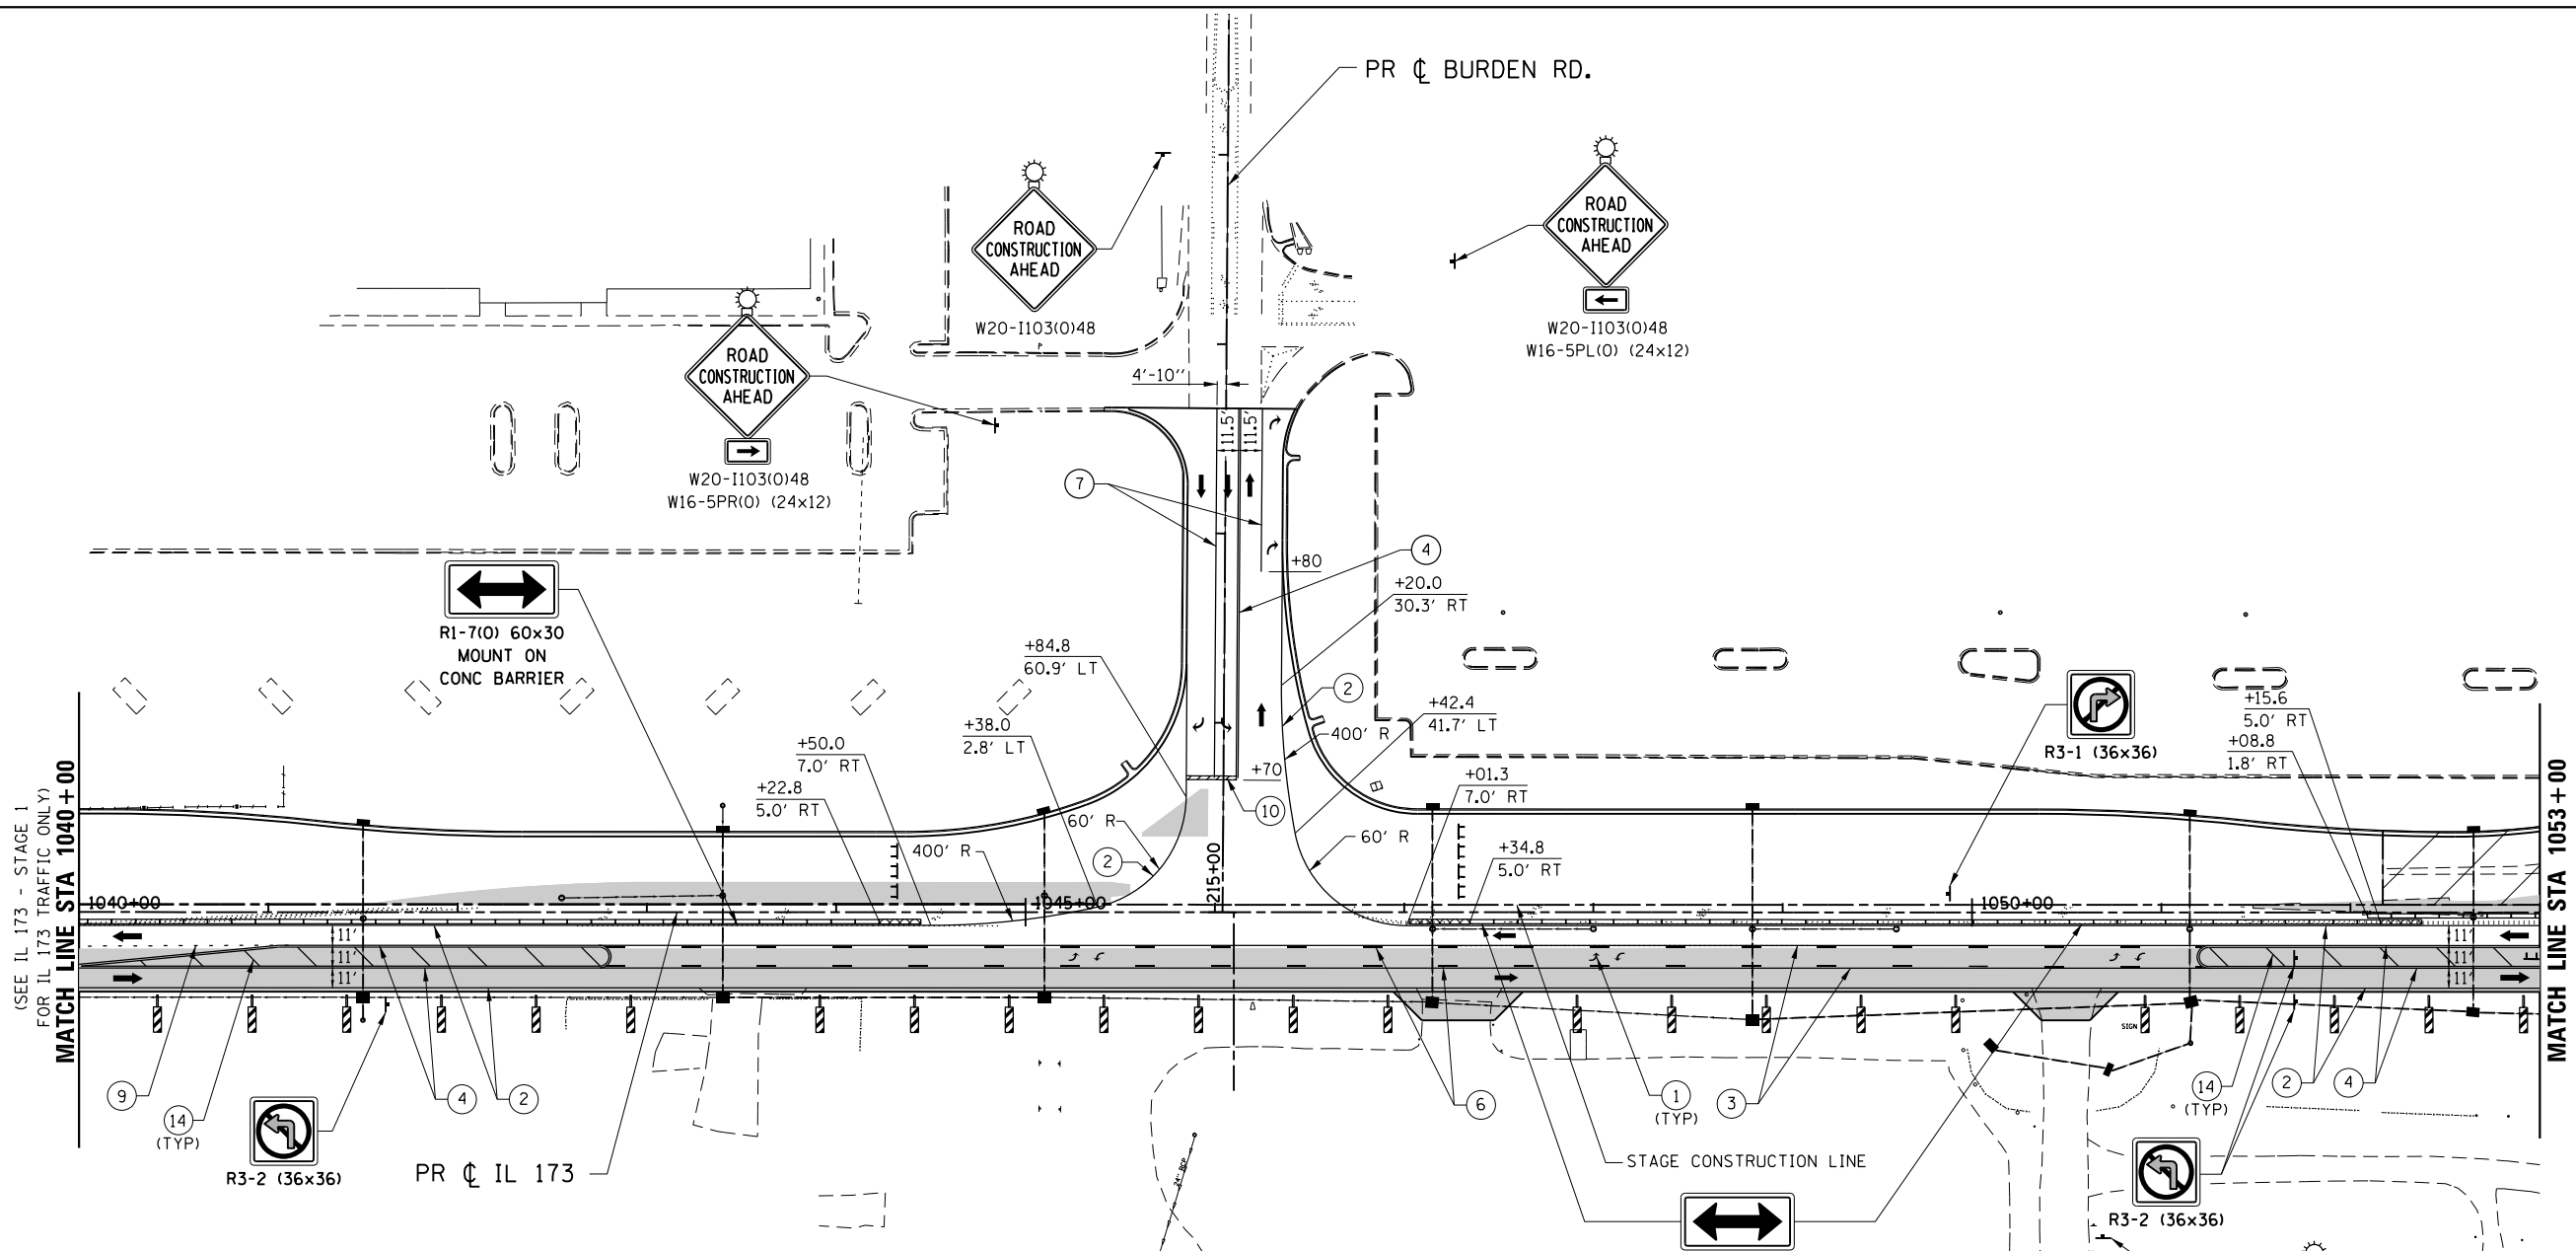 PR ℄ BURDEN RD.
ROAD
CONSTRUCTION
AHEAD
W20-I103(O)48
ROAD
CONSTRUCTION
AHEAD
W20-I103(O)48
W16-5PL(O) (24x12)
ROAD
CONSTRUCTION
AHEAD
W20-I103(O)48
W16-5PR(O) (24x12)
P
4'-10''
11.5'
11.5'
7
4
+80
+20.0
30.3' RT
R1-7(O) 60x30
MOUNT ON
CONC BARRIER
+84.8
60.9' LT
2
+42.4
41.7' LT
400' R
+38.0
2.8' LT
+50.0
7.0' RT
+22.8
5.0' RT
+70
10
+01.3
7.0' RT
60' R
60' R
400' R
2
+34.8
5.0' RT
R3-1 (36x36)
+15.6
5.0' RT
+08.8
1.8' RT
(SEE IL 173 - STAGE 1
FOR IL 173 TRAFFIC ONLY)
MATCH LINE STA 1040+00
MATCH LINE STA 1053+00
1040+00
1045+00
215+00
1050+00
11'
11'
11'
11'
11'
11'
SIGN
9
14
(TYP)
4
2
6
1
(TYP)
3
14
(TYP)
2
4
R3-2 (36x36)
PR ℄ IL 173
24" RCP
STAGE CONSTRUCTION LINE
R3-2 (36x36)